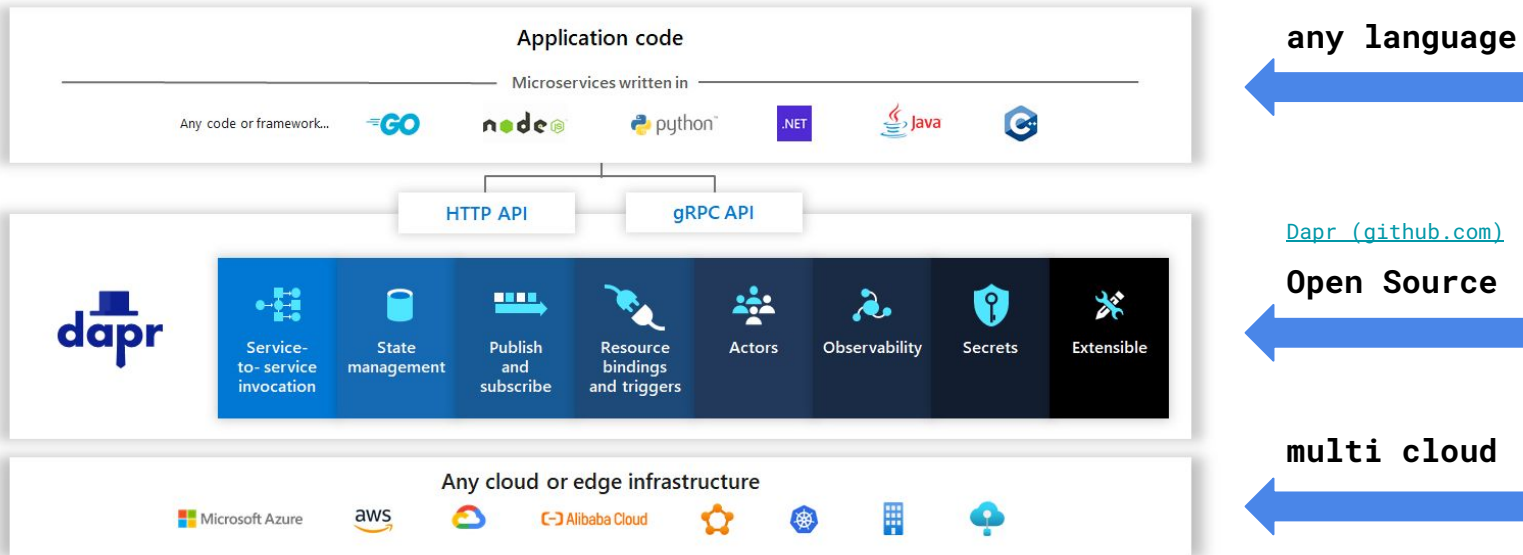 Application code
any language
Microservices written in
Any code or framework...
GO
node
JS
python™
.NET
Java
C++
HTTP API
gRPC API
Dapr (github.com)
Open Source
dapr
Service-
to- service
invocation
State
management
Publish
and
subscribe
Resource
bindings
and triggers
Actors
Observability
Secrets
Extensible
multi cloud
Any cloud or edge infrastructure
Microsoft Azure
aws
Alibaba Cloud